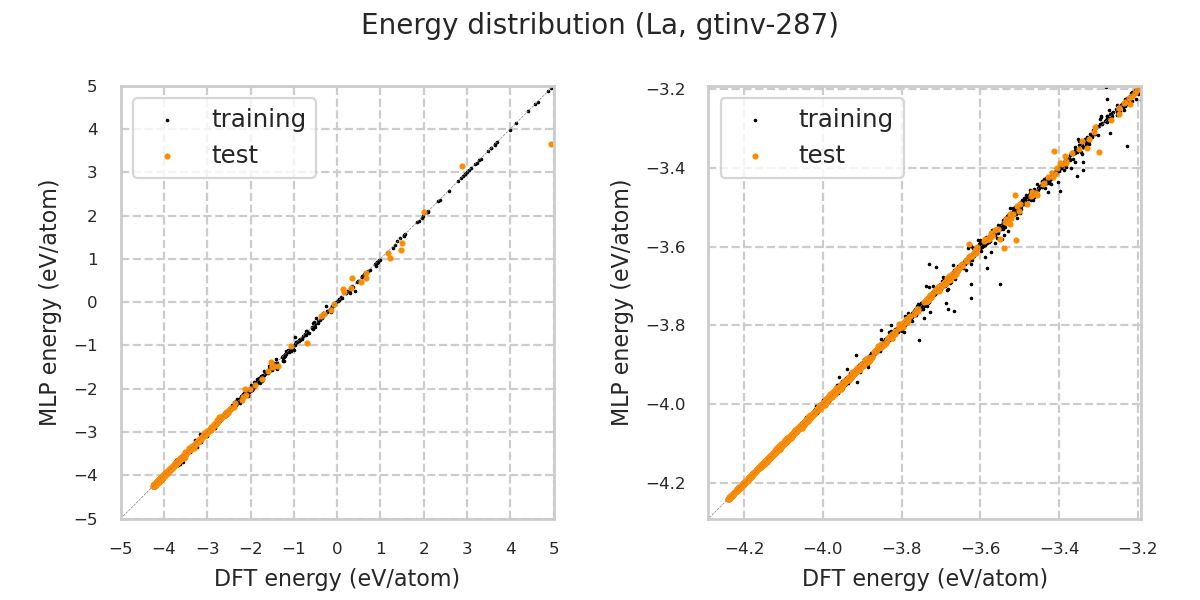 Energy distribution (La, gtinv-287)
MLP energy (eV/atom)
5
4
3
2
1
0
−1
−2
−3
−4
−5
training
test
−5 −4 −3 −2 −1 0 1 2 3 4 5
DFT energy (eV/atom)
MLP energy (eV/atom)
−3.2
−3.4
−3.6
−3.8
−4.0
−4.2
training
test
−4.2 −4.0 −3.8 −3.6 −3.4 −3.2
DFT energy (eV/atom)